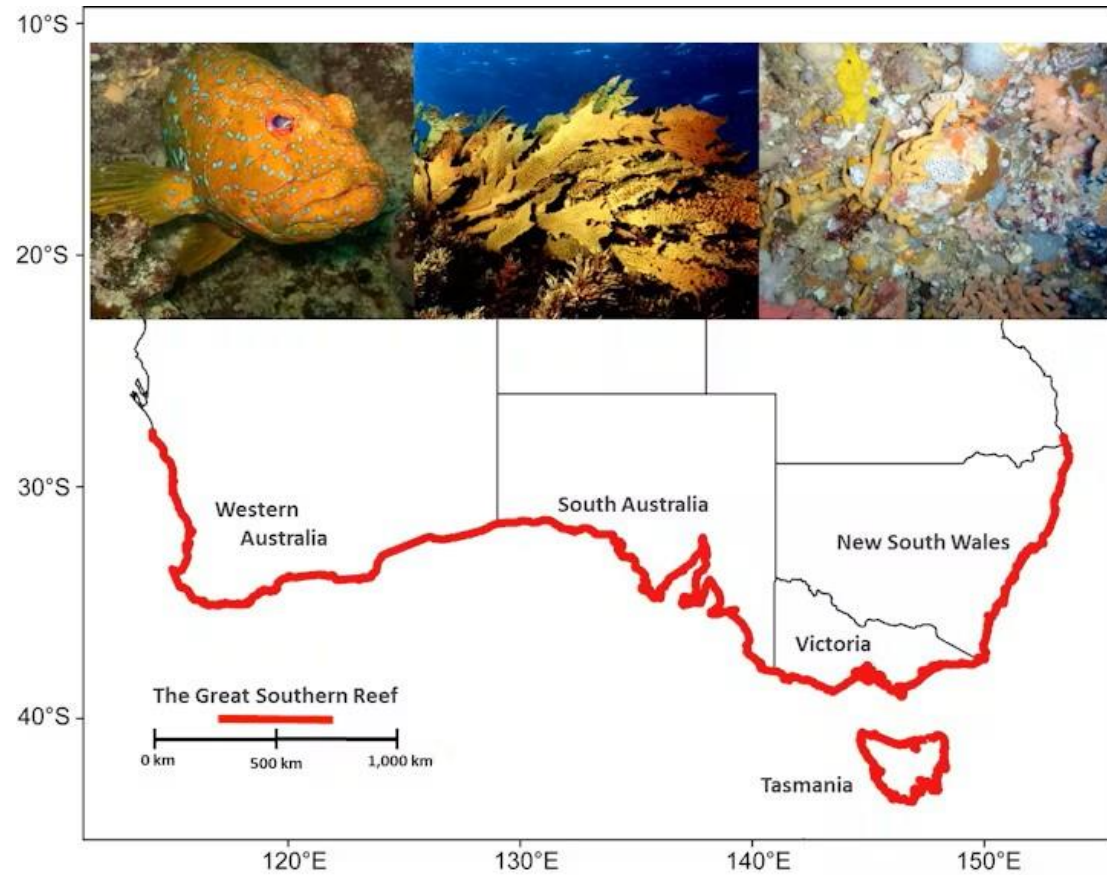 10°S
20°S
30°S
40°S
Western
Australia
South Australia
New South Wales
Victoria
The Great Southern Reef
0 km
500 km
1,000 km
Tasmania
120°E
130°E
140°E
150°E